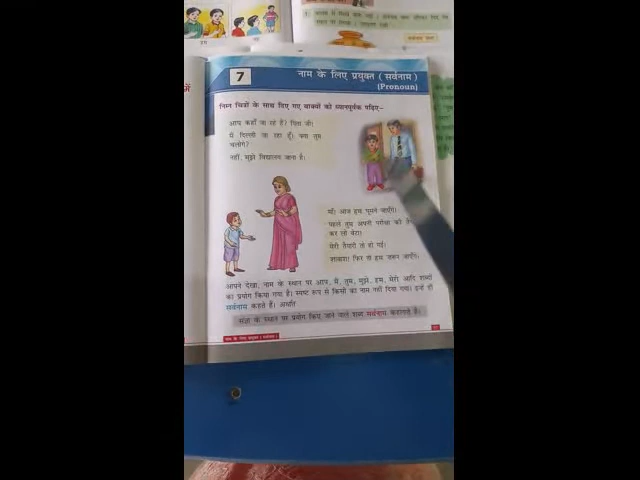 7
नाम के लिए प्रयुक्त ( सर्वनाम )
(Pronoun)
निम्न चित्रों के साथ दिए गए वाक्यों को ध्यानपूर्वक पढ़िए–
आप कहाँ जा रहे हैं? पिता जी!
मैं दिल्ली जा रहा हूँ। क्या तुम
चलोगे?
नहीं, मुझे विद्यालय जाना है।
माँ! आज हम घूमने जाएँगे।
पहले तुम अपनी परीक्षा की
कर लो बेटा।
मेरी तैयारी तो हो गई।
शाबाश! फिर तो हम जरूर जाएँगे।
आपने देखा, नाम के स्थान पर आप, मैं, तुम, मुझे, हम, मेरी आदि शब्दों
का प्रयोग किया गया है। स्पष्ट रूप से किसी का नाम नहीं दिया गया। इन्हें ही
सर्वनाम कहते हैं। अर्थात्
संज्ञा के स्थान पर प्रयोग किए जाने वाले शब्द सर्वनाम कहलाते हैं।